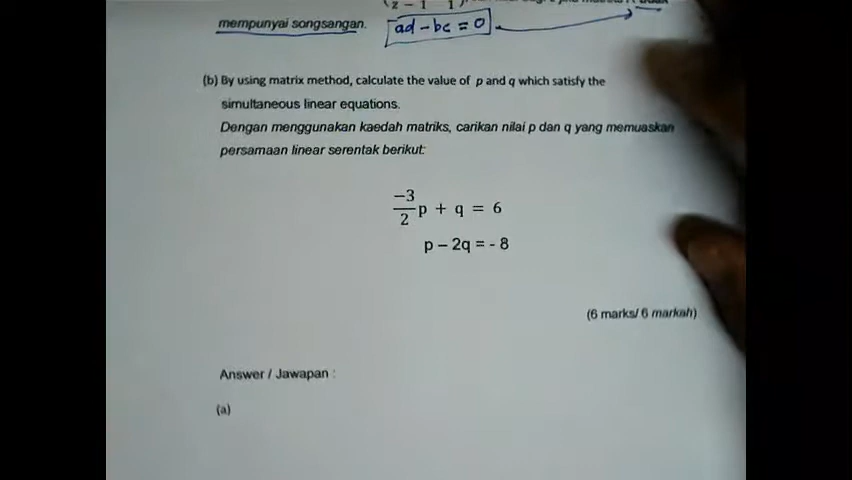 (z – 1 1)
mempunyai songsangan. ad – bc = 0
(b) By using matrix method, calculate the value of p and q which satisfy the
simultaneous linear equations.
Dengan menggunakan kaedah matriks, carikan nilai p dan q yang memuaskan
persamaan linear serentak berikut:
-3/2 p + q = 6
p – 2q = - 8
(6 marks/ 6 markah)
Answer / Jawapan :
(a)